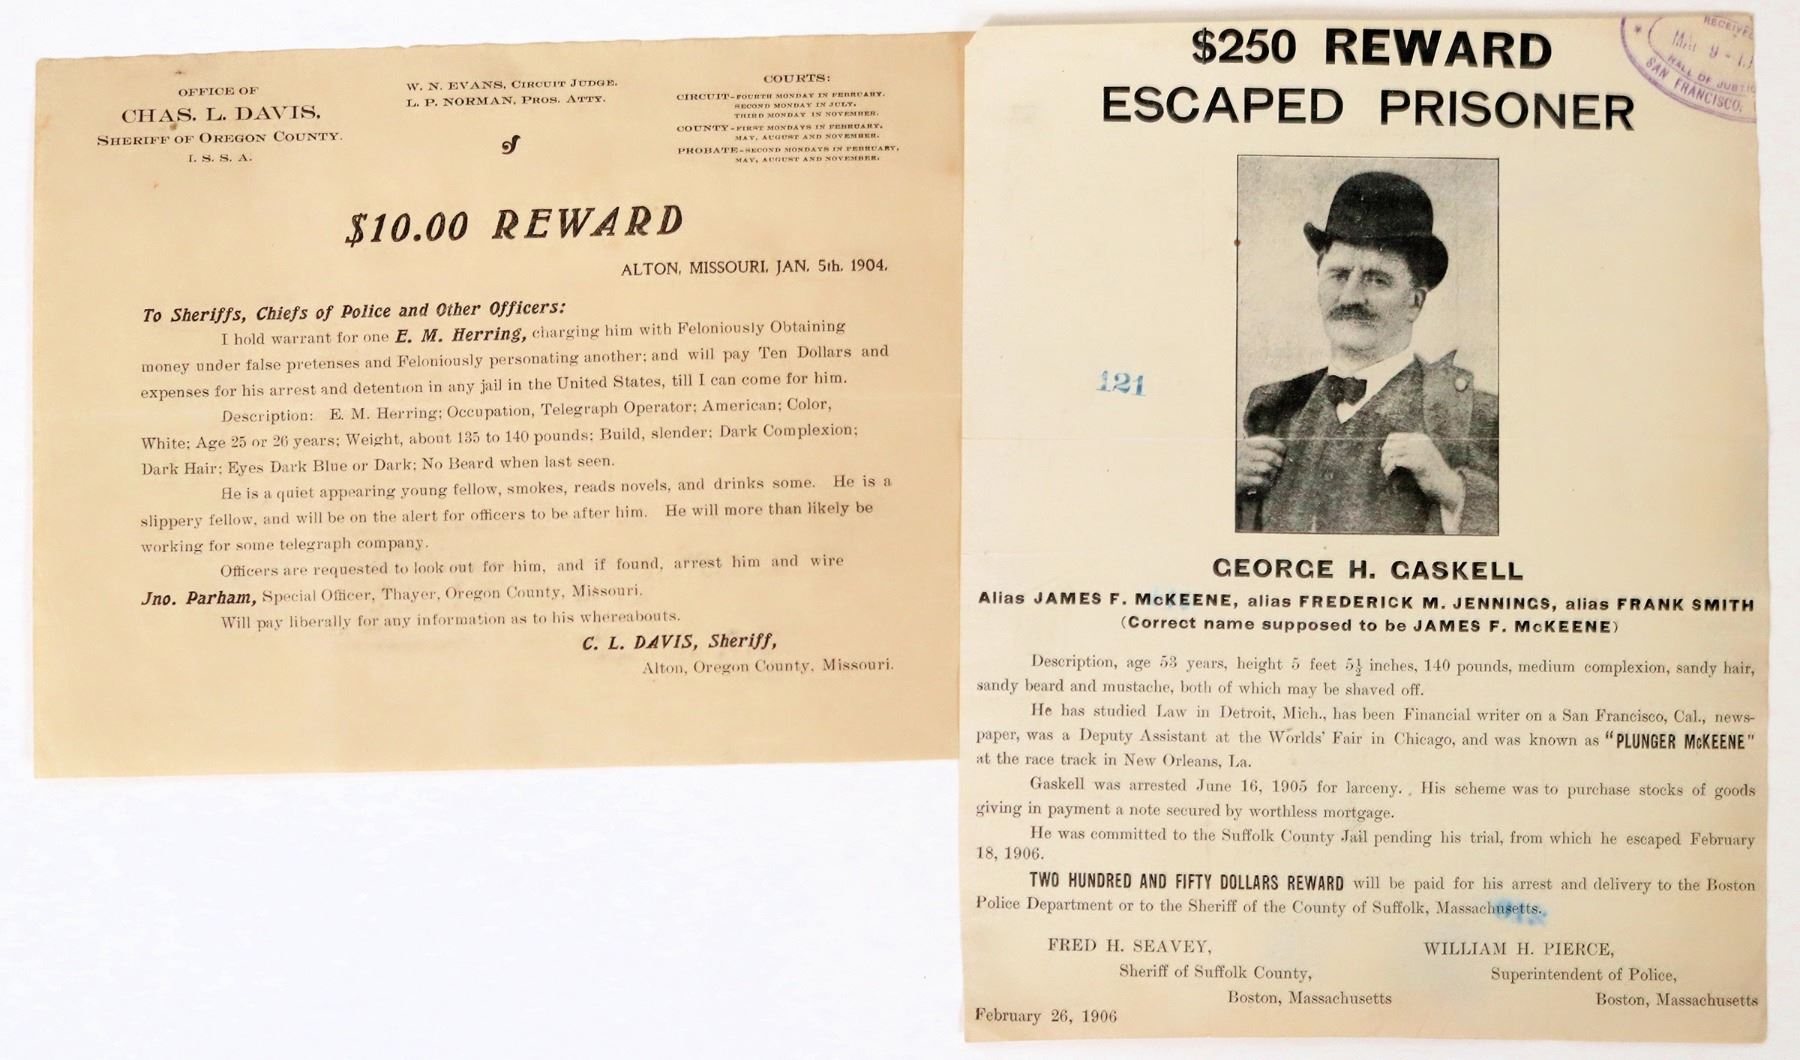 OFFICE OF
CHAS. L. DAVIS,
SHERIFF OF OREGON COUNTY.
I. S. S. A.
W. N. EVANS, CIRCUIT JUDGE.
L. P. NORMAN, PROS. ATTY.
COURTS:
CIRCUIT-FOURTH MONDAY IN FEBRUARY.
SECOND MONDAY IN JULY,
THIRD MONDAY IN NOVEMBER.
COUNTY-FIRST MONDAYS IN FEBRUARY,
MAY, AUGUST AND NOVEMBER.
PROBATE-SECOND MONDAYS IN FEBRUARY,
MAY, AUGUST AND NOVEMBER.
$10.00 REWARD
ALTON, MISSOURI, JAN. 5th, 1904.
To Sheriffs, Chiefs of Police and Other Officers:
I hold warrant for one E. M. Herring, charging him with Feloniously Obtaining
money under false pretenses and Feloniously personating another; and will pay Ten Dollars and
expenses for his arrest and detention in any jail in the United States, till I can come for him.
Description: E. M. Herring; Occupation, Telegraph Operator; American; Color,
White; Age 25 or 26 years; Weight, about 135 to 140 pounds; Build, slender; Dark Complexion;
Dark Hair; Eyes Dark Blue or Dark; No Beard when last seen.
He is a quiet appearing young fellow, smokes, reads novels, and drinks some. He is a
slippery fellow, and will be on the alert for officers to be after him. He will more than likely be
working for some telegraph company.
Officers are requested to look out for him, and if found, arrest him and wire
Jno. Parham, Special Officer, Thayer, Oregon County, Missouri.
Will pay liberally for any information as to his whereabouts.
C. L. DAVIS, Sheriff,
Alton, Oregon County, Missouri.
$250 REWARD
ESCAPED PRISONER
RECEIVED
9 - 
HALL OF JUSTIC
SAN FRANCISCO,
121
GEORGE H. GASKELL
Alias JAMES F. McKEENE, alias FREDERICK M. JENNINGS, alias FRANK SMITH
(Correct name supposed to be JAMES F. McKEENE)
Description, age 53 years, height 5 feet 5½ inches, 140 pounds, medium complexion, sandy hair,
sandy beard and mustache, both of which may be shaved off.
He has studied Law in Detroit, Mich., has been Financial writer on a San Francisco, Cal., news-
paper, was a Deputy Assistant at the Worlds' Fair in Chicago, and was known as "PLUNGER McKEENE"
at the race track in New Orleans, La.
Gaskell was arrested June 16, 1905 for larceny. His scheme was to purchase stocks of goods
giving in payment a note secured by worthless mortgage.
He was committed to the Suffolk County Jail pending his trial, from which he escaped February
18, 1906.
TWO HUNDRED AND FIFTY DOLLARS REWARD will be paid for his arrest and delivery to the Boston
Police Department or to the Sheriff of the County of Suffolk, Massachusetts.
FRED H. SEAVEY,
Sheriff of Suffolk County,
Boston, Massachusetts
WILLIAM H. PIERCE,
Superintendent of Police,
Boston, Massachusetts
February 26, 1906